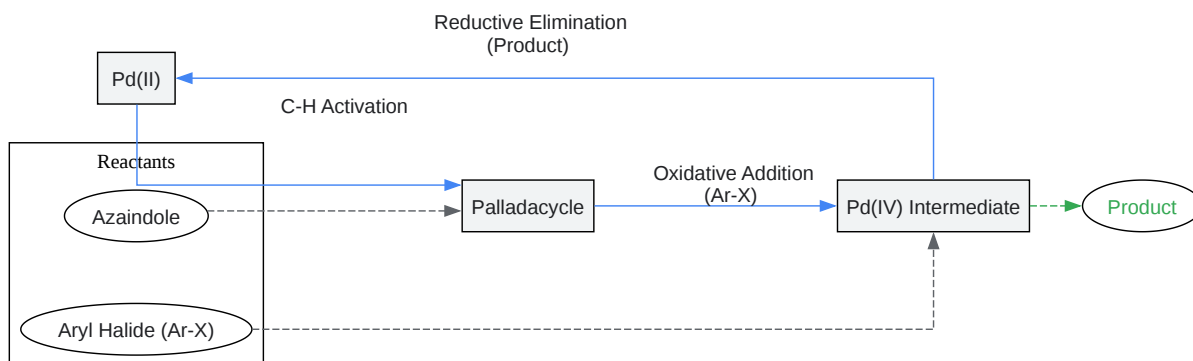 Reductive Elimination
(Product)
Pd(II)
C-H Activation
Reactants
Oxidative Addition
(Ar-X)
Azaindole
Palladacycle
Pd(IV) Intermediate
Product
Aryl Halide (Ar-X)